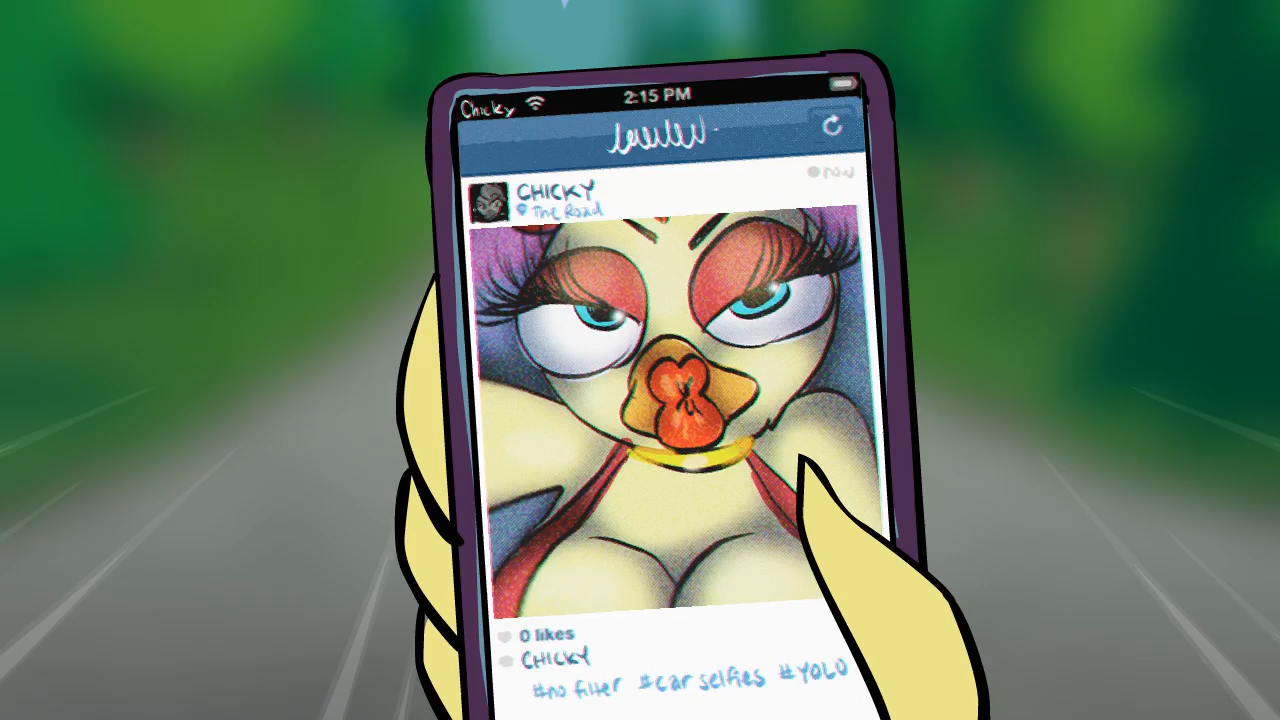 Chicky 2:15 PM
CHICKY
now
The Road
0 likes
CHICKY
#no filter #car selfies #YOLO